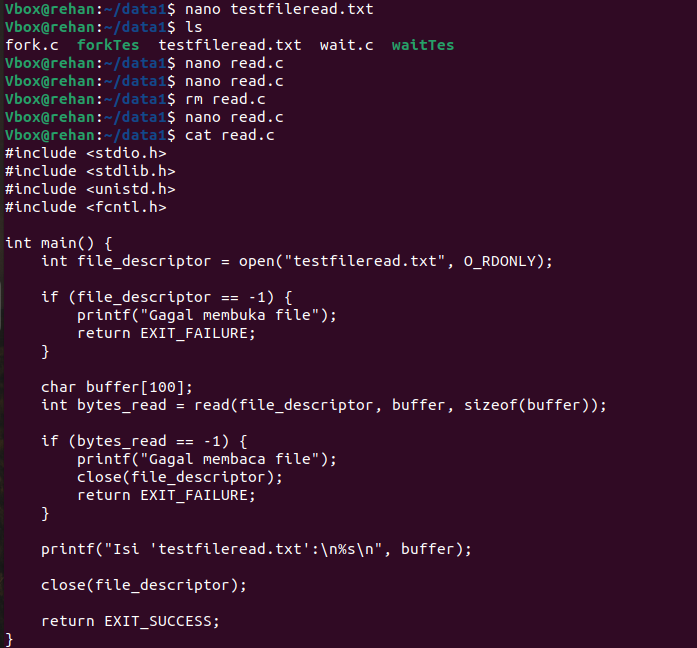 Vbox@rehan:~/data1$ nano testfileread.txt
Vbox@rehan:~/data1$ ls
fork.c  forkTes  testfileread.txt  wait.c  waitTes
Vbox@rehan:~/data1$ nano read.c
Vbox@rehan:~/data1$ nano read.c
Vbox@rehan:~/data1$ rm read.c
Vbox@rehan:~/data1$ nano read.c
Vbox@rehan:~/data1$ cat read.c
#include <stdio.h>
#include <stdlib.h>
#include <unistd.h>
#include <fcntl.h>

int main() {
    int file_descriptor = open("testfileread.txt", O_RDONLY);

    if (file_descriptor == -1) {
        printf("Gagal membuka file");
        return EXIT_FAILURE;
    }

    char buffer[100];
    int bytes_read = read(file_descriptor, buffer, sizeof(buffer));

    if (bytes_read == -1) {
        printf("Gagal membaca file");
        close(file_descriptor);
        return EXIT_FAILURE;
    }

    printf("Isi 'testfileread.txt':\n%s\n", buffer);

    close(file_descriptor);

    return EXIT_SUCCESS;
}